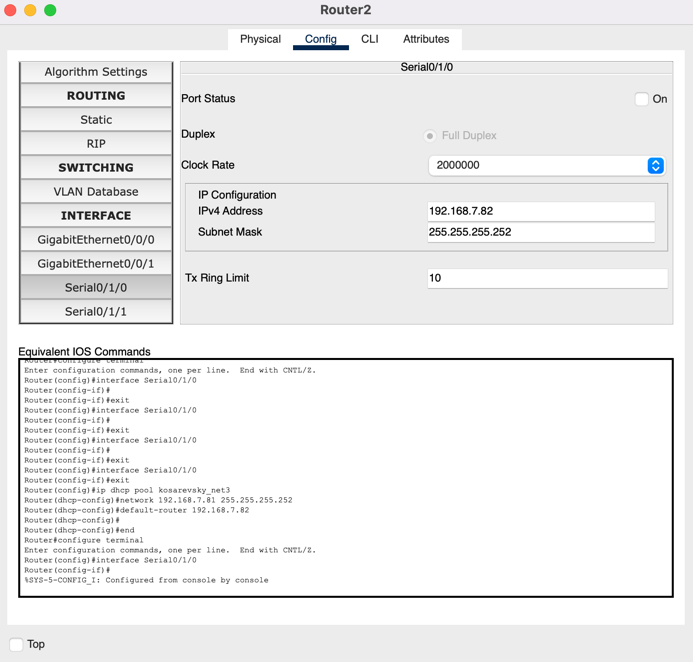 Router2
Physical Config CLI Attributes
Algorithm Settings
ROUTING
Static
RIP
SWITCHING
VLAN Database
INTERFACE
GigabitEthernet0/0/0
GigabitEthernet0/0/1
Serial0/1/0
Serial0/1/1
Serial0/1/0
Port Status On
Duplex Full Duplex
Clock Rate 2000000
IP Configuration
IPv4 Address 192.168.7.82
Subnet Mask 255.255.255.252
Tx Ring Limit 10
Equivalent IOS Commands
Router#configure terminal
Enter configuration commands, one per line. End with CNTL/Z.
Router(config)#interface Serial0/1/0
Router(config-if)#
Router(config-if)#exit
Router(config)#interface Serial0/1/0
Router(config-if)#
Router(config-if)#exit
Router(config)#interface Serial0/1/0
Router(config-if)#
Router(config-if)#exit
Router(config)#interface Serial0/1/0
Router(config-if)#exit
Router(config)#ip dhcp pool kosarevsky_net3
Router(dhcp-config)#network 192.168.7.81 255.255.255.252
Router(dhcp-config)#default-router 192.168.7.82
Router(dhcp-config)#
Router(dhcp-config)#end
Router#configure terminal
Enter configuration commands, one per line. End with CNTL/Z.
Router(config)#interface Serial0/1/0
Router(config-if)#
%SYS-5-CONFIG_I: Configured from console by console
Top